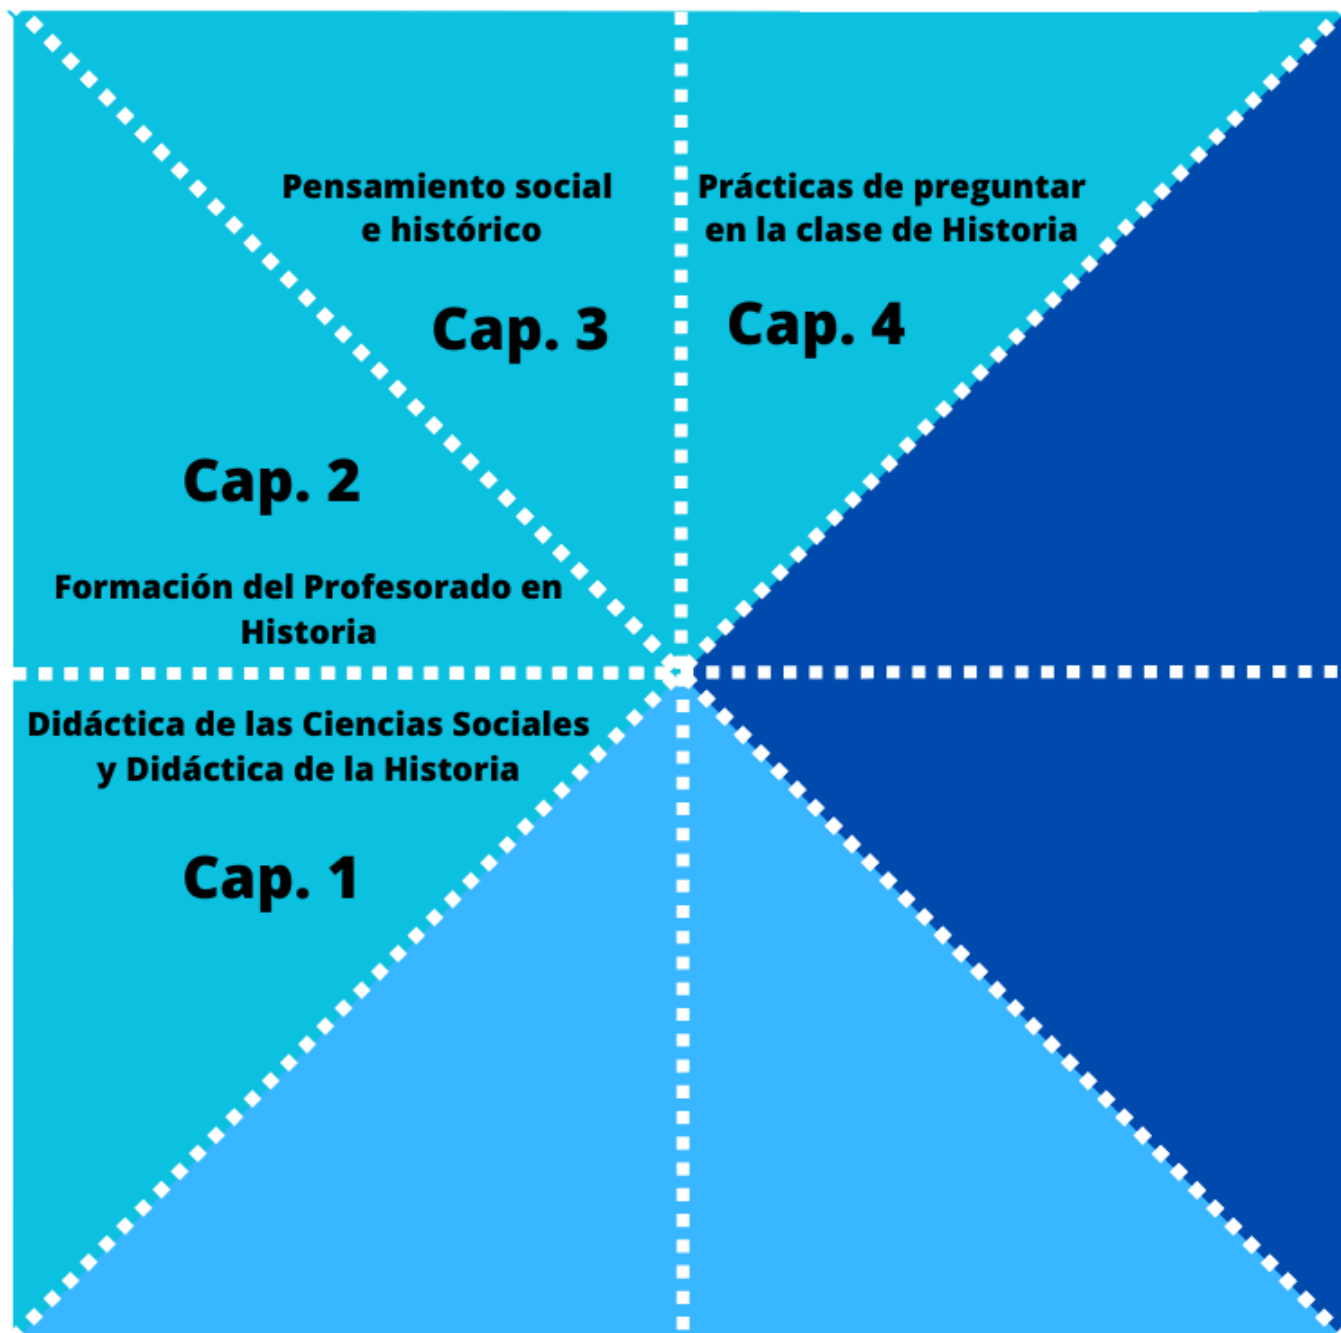 Pensamiento social
e histórico
Cap. 3
Prácticas de preguntar
en la clase de Historia
Cap. 4
Cap. 2
Formación del Profesorado en
Historia
Didáctica de las Ciencias Sociales
y Didáctica de la Historia
Cap. 1